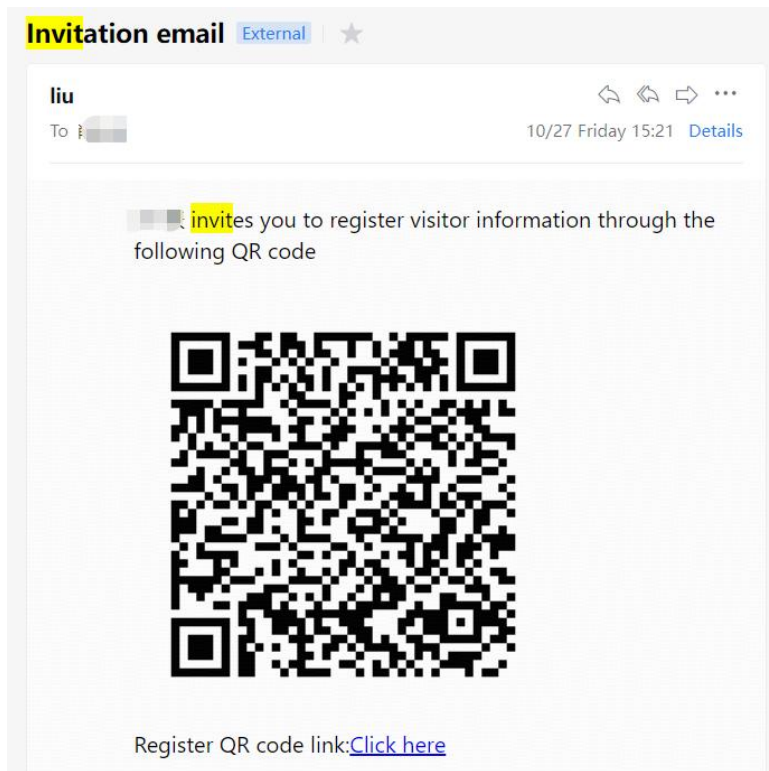 Invitation email External
liu
To
10/27 Friday 15:21 Details
invites you to register visitor information through the
following QR code
Register QR code link:Click here